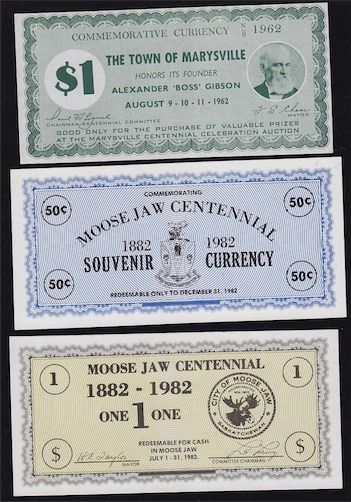 COMMEMORATIVE CURRENCY 1962
$1 THE TOWN OF MARYSVILLE
HONORS ITS FOUNDER
ALEXANDER 'BOSS' GIBSON
AUGUST 9 - 10 - 11 - 1962
CHAIRMAN-CENTENNIAL COMMITTEE MAYOR
GOOD ONLY FOR THE PURCHASE OF VALUABLE PRIZES
AT THE MARYSVILLE CENTENNIAL CELEBRATION AUCTION
COMMEMORATING
50¢ MOOSE JAW CENTENNIAL 50¢
1882 1982
SOUVENIR CURRENCY
50¢ 50¢
REDEEMABLE ONLY TO DECEMBER 31, 1982
1 MOOSE JAW CENTENNIAL 1
1882 - 1982
ONE 1 ONE
CITY OF MOOSE JAW
SASKATCHEWAN
REDEEMABLE FOR CASH
IN MOOSE JAW
JULY 1 - 31, 1982.
$ $
MAYOR COMMITTEE CHAIRMAN